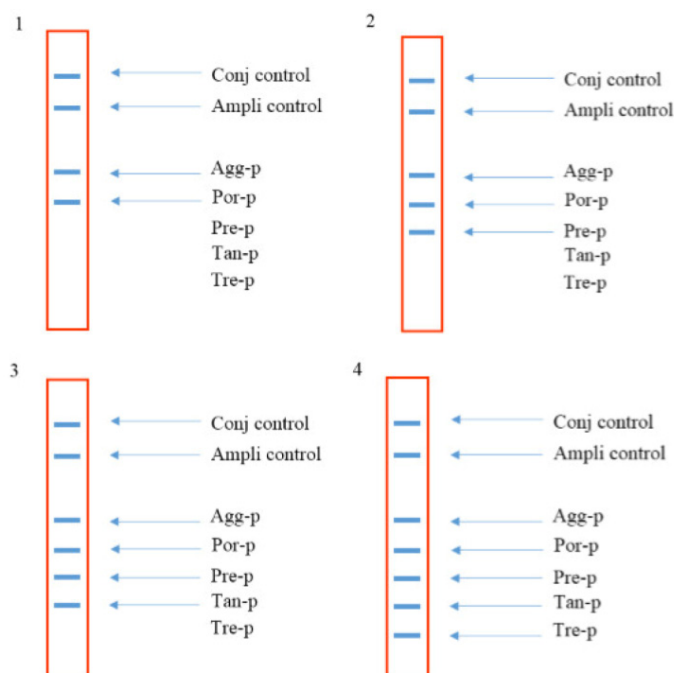 1
Conj control
Ampli control
Agg-p
Por-p
Pre-p
Tan-p
Tre-p
2
Conj control
Ampli control
Agg-p
Por-p
Pre-p
Tan-p
Tre-p
3
Conj control
Ampli control
Agg-p
Por-p
Pre-p
Tan-p
Tre-p
4
Conj control
Ampli control
Agg-p
Por-p
Pre-p
Tan-p
Tre-p